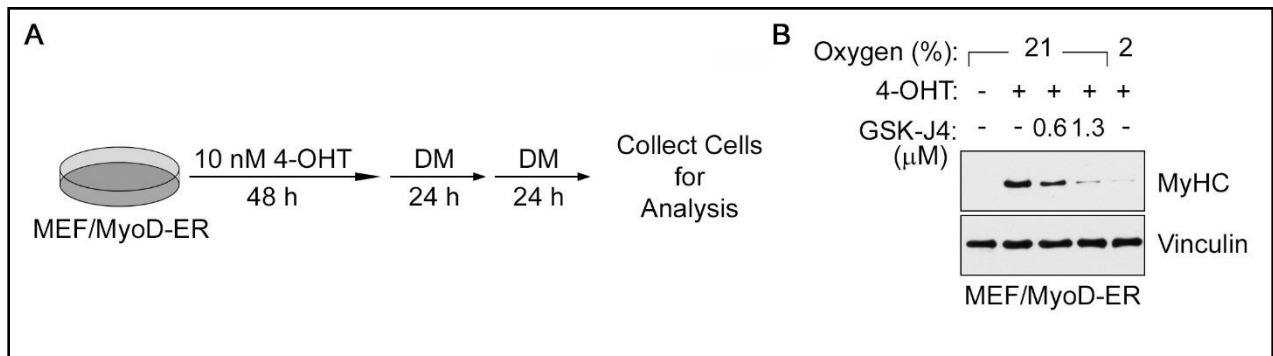 A
10 nM 4-OHT
48 h
DM
24 h
DM
24 h
Collect Cells
for
Analysis
MEF/MyoD-ER
B
Oxygen (%): 21 2
4-OHT: - + + + +
GSK-J4: - - 0.6 1.3 -
(μM)
MyHC
Vinculin
MEF/MyoD-ER